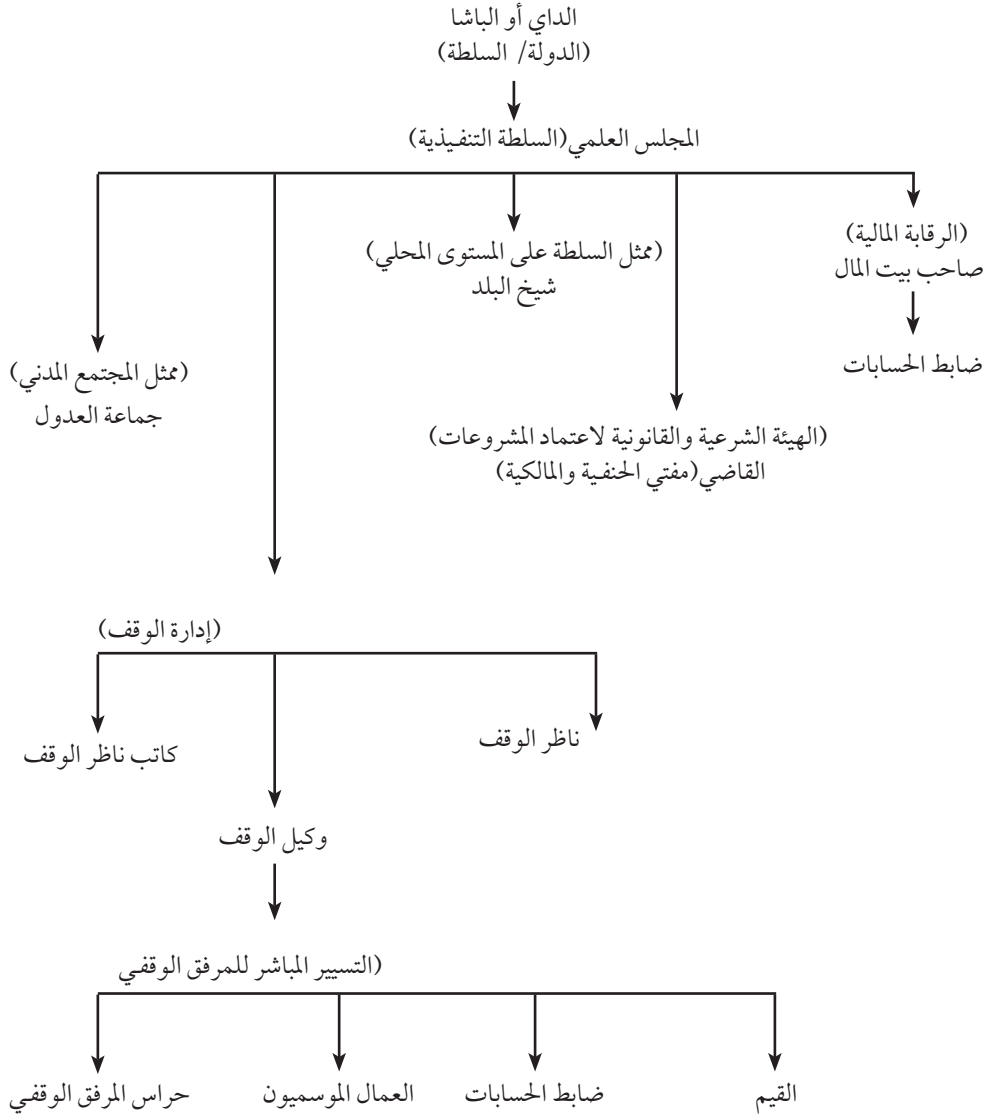 الداي أو الباشا
(الدولة/ السلطة)
المجلس العلمي(السلطة التنفيذية)
(الرقابة المالية)
صاحب بيت المال
ضابط الحسابات
(ممثل السلطة على المستوى المحلي)
شيخ البلد
(ممثل المجتمع المدني)
جماعة العدول
(الهيئة الشرعية والقانونية لاعتماد المشروعات)
القاضي(مفتي الحنفية والمالكية)
(إدارة الوقف)
ناظر الوقف
كاتب ناظر الوقف
وكيل الوقف
(التسيير المباشر للمرفق الوقفي
القيم
ضابط الحسابات
العمال الموسميون
حراس المرفق الوقفي